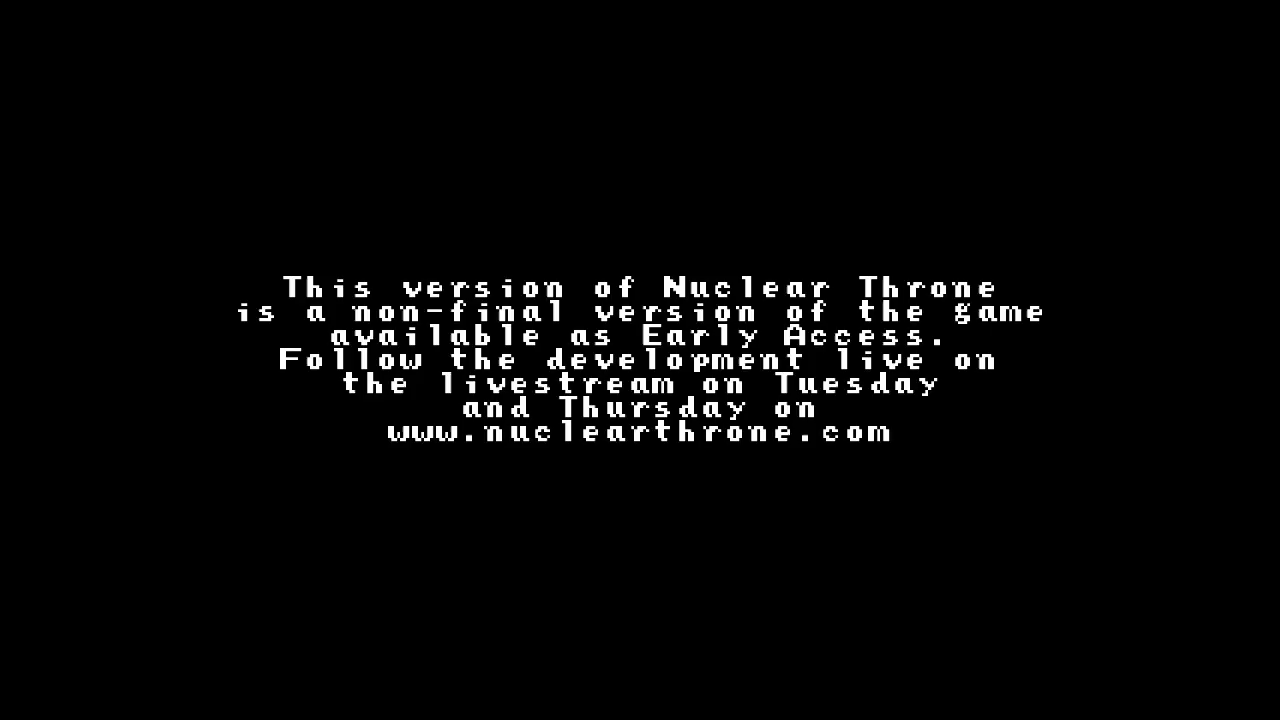 This version of Nuclear Throne
is a non-final version of the game
available as Early Access.
Follow the development live on
the livestream on Tuesday
and Thursday on
www.nuclearthrone.com